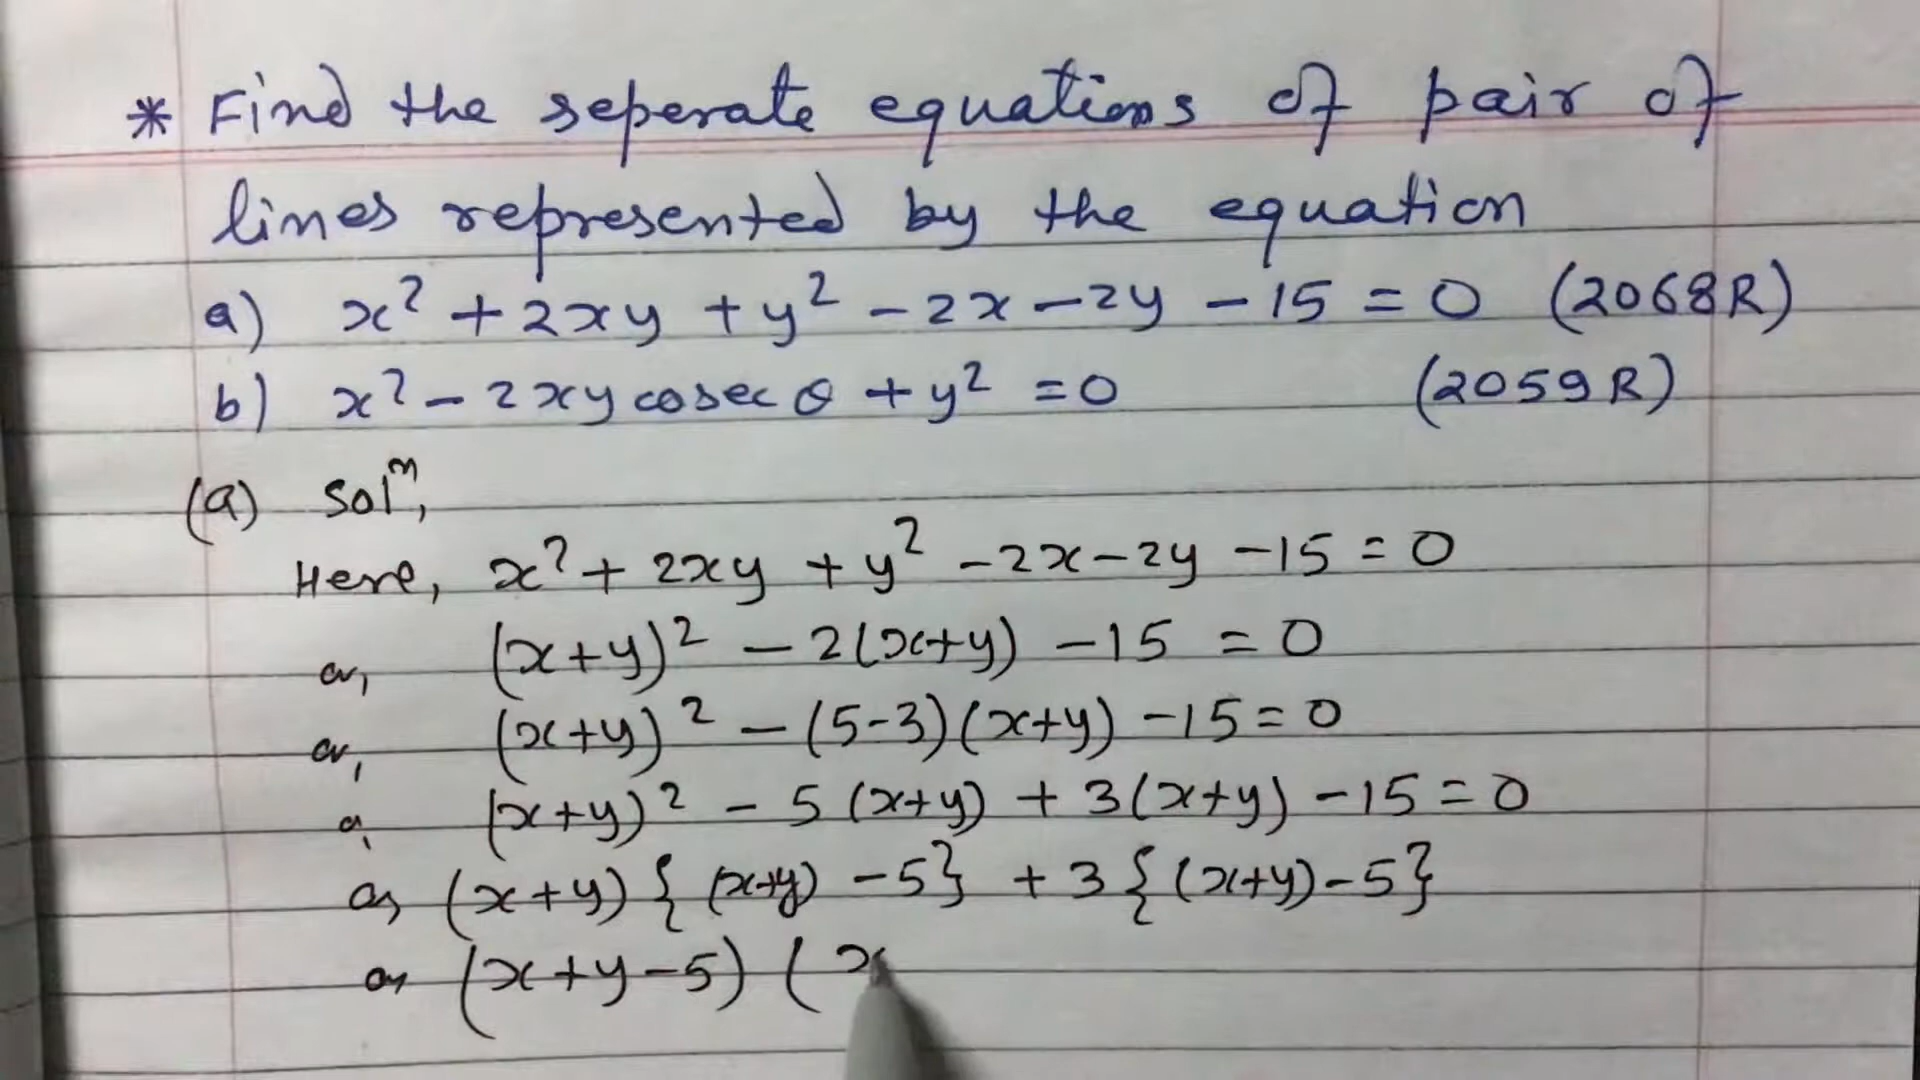 * Find the seperate equations of pair of
lines represented by the equation
a) x² + 2xy + y² - 2x - 2y - 15 = 0 (2068R)
b) x² - 2xy cosec θ + y² = 0 (2059R)
(a) Solⁿ,
Here, x² + 2xy + y² - 2x - 2y - 15 = 0
or, (x+y)² - 2(x+y) - 15 = 0
or, (x+y)² - (5-3)(x+y) - 15 = 0
or, (x+y)² - 5(x+y) + 3(x+y) - 15 = 0
or, (x+y){(x+y) - 5} + 3{(x+y) - 5}
or (x+y-5)(x